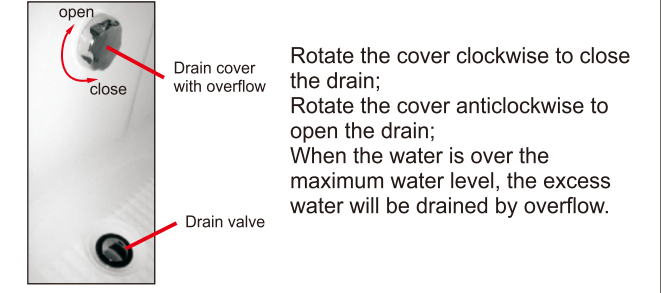 open
close
Drain cover
with overflow
Drain valve
Rotate the cover clockwise to close
the drain;
Rotate the cover anticlockwise to
open the drain;
When the water is over the
maximum water level, the excess
water will be drained by overflow.